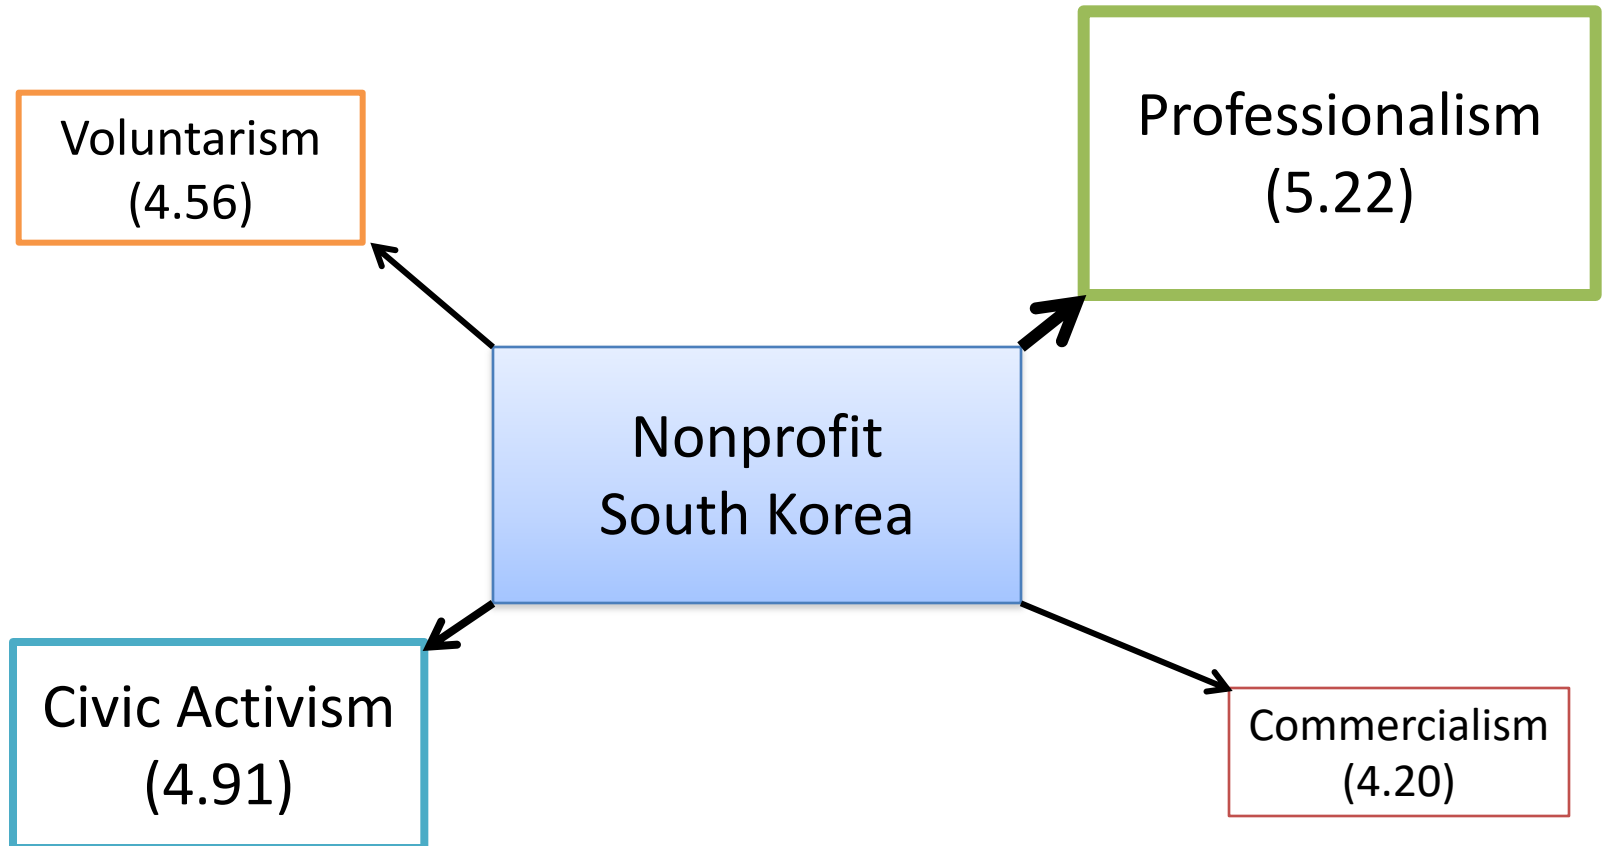 Voluntarism
(4.56)
Professionalism
(5.22)
Nonprofit
South Korea
Civic Activism
(4.91)
Commercialism
(4.20)